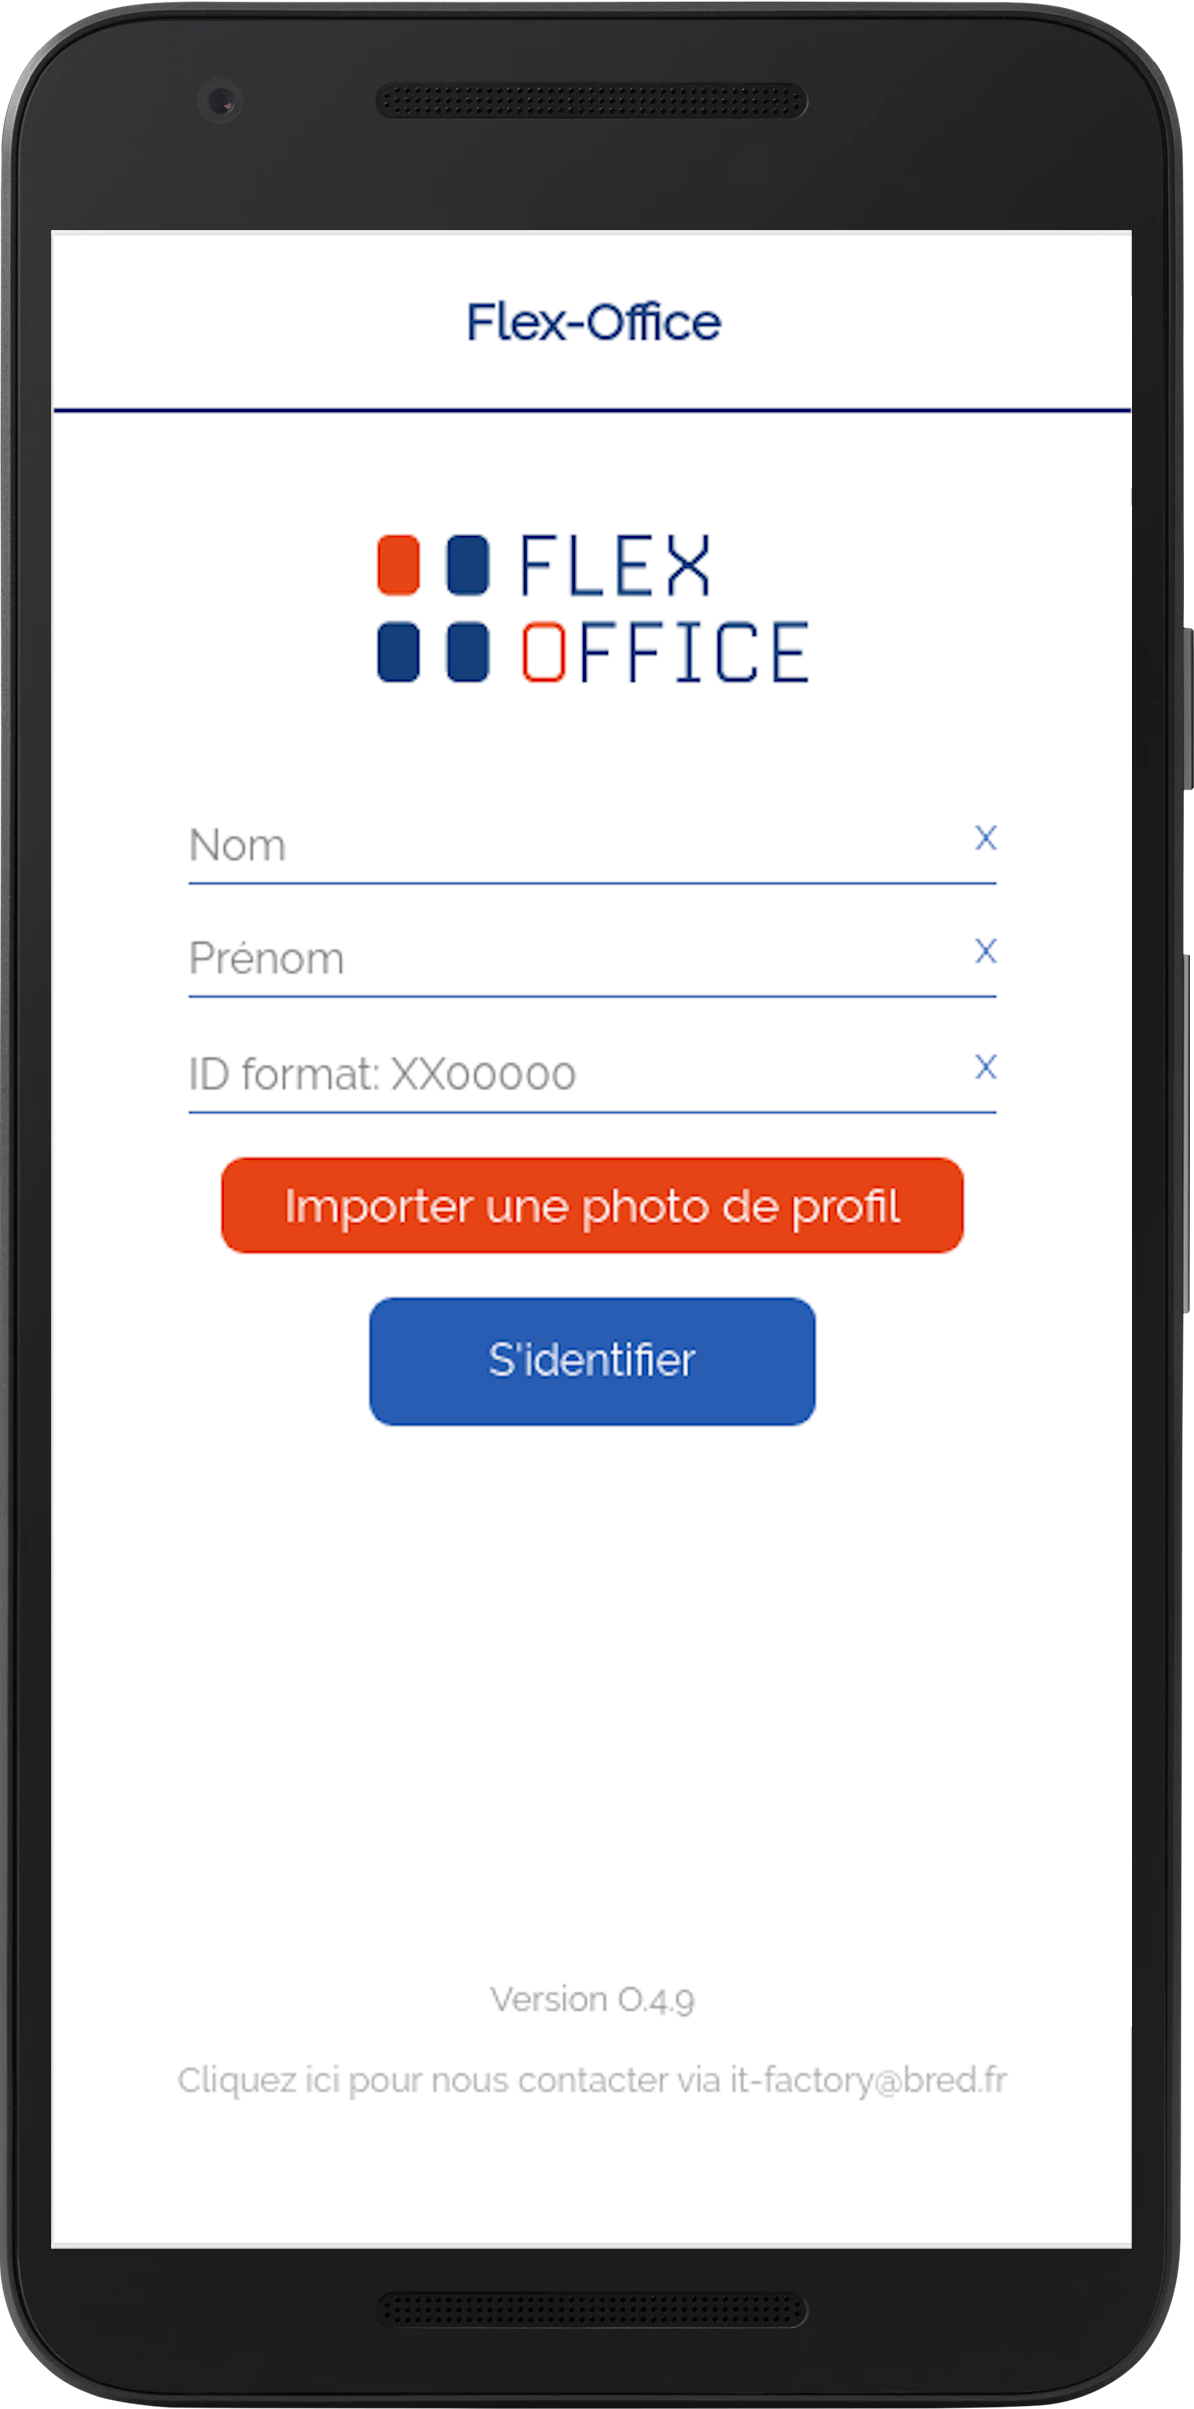 Flex-Office
FLEX
OFFICE
Nom X
Prénom X
ID format: XX00000 X
Importer une photo de profil
S'identifier
Version 0.4.9
Cliquez ici pour nous contacter via it-factory@bred.fr